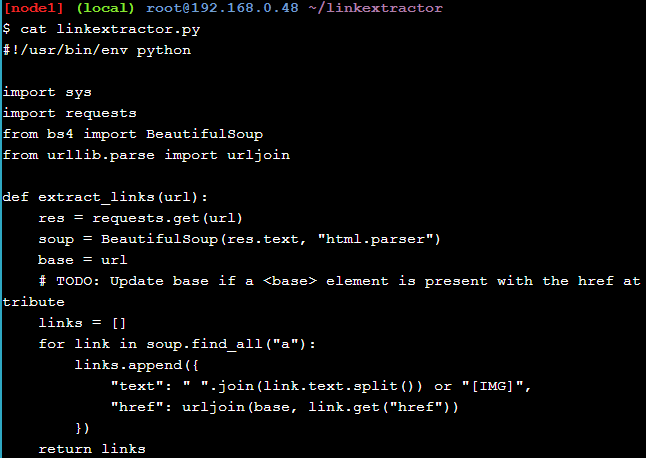 [node1] (local) root@192.168.0.48 ~/linkextractor
$ cat linkextractor.py
#!/usr/bin/env python

import sys
import requests
from bs4 import BeautifulSoup
from urllib.parse import urljoin

def extract_links(url):
    res = requests.get(url)
    soup = BeautifulSoup(res.text, "html.parser")
    base = url
    # TODO: Update base if a <base> element is present with the href at
tribute
    links = []
    for link in soup.find_all("a"):
        links.append({
            "text": " ".join(link.text.split()) or "[IMG]",
            "href": urljoin(base, link.get("href"))
        })
    return links